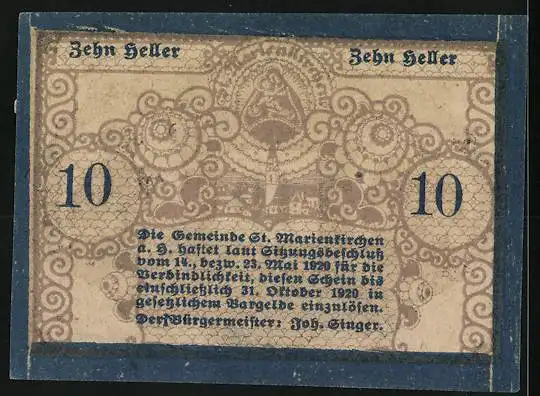 Zehn Heller
Zehn Heller
10
10
Die Gemeinde St. Marienkirchen
a. H. haftet laut Sitzungsbeschluß
vom 14., bezw. 23. Mai 1920 für die
Verbindlichkeit, diesen Schein bis
einschließlich 31. Oktober 1920 in
gesetzlichem Bargelde einzulösen.
Der Bürgermeister: Joh. Singer.